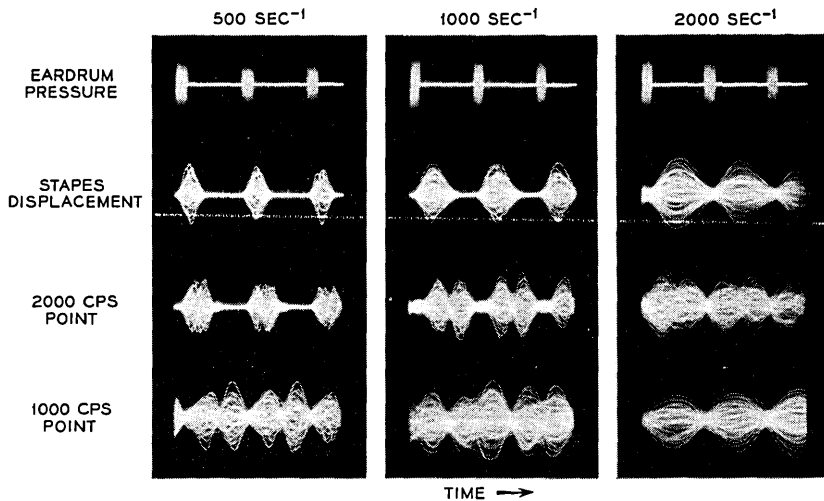 500 SEC⁻¹ 1000 SEC⁻¹ 2000 SEC⁻¹
EARDRUM
PRESSURE
STAPES
DISPLACEMENT
2000 CPS
POINT
1000 CPS
POINT
TIME →